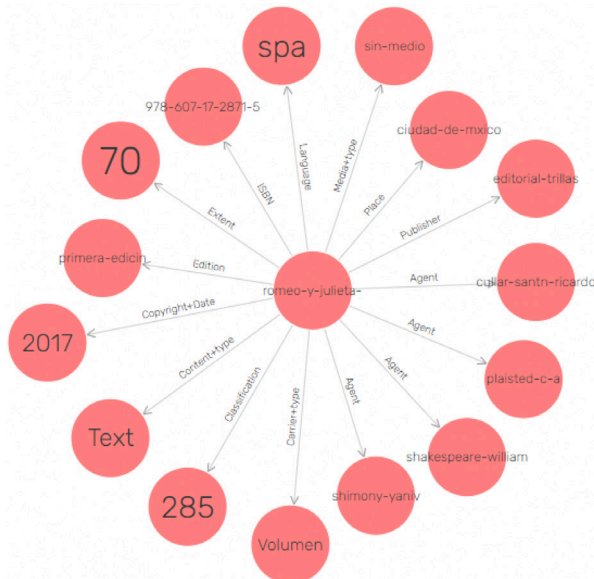 spa
sin-medio
978-607-17-2871-5
ciudad-de-mxico
70
editorial-trillas
Language
Media+type
ISBN
Place
Extent
Publisher
primera-edicin
Edition
Agent
cullar-santn-ricardo
romeo-y-julieta-
Copyright+Date
2017
Agent
Content+type
Classification
Carrier+type
Agent
Agent
plaisted-c-a
Text
shakespeare-william
285
shimony-yaniv
Volumen